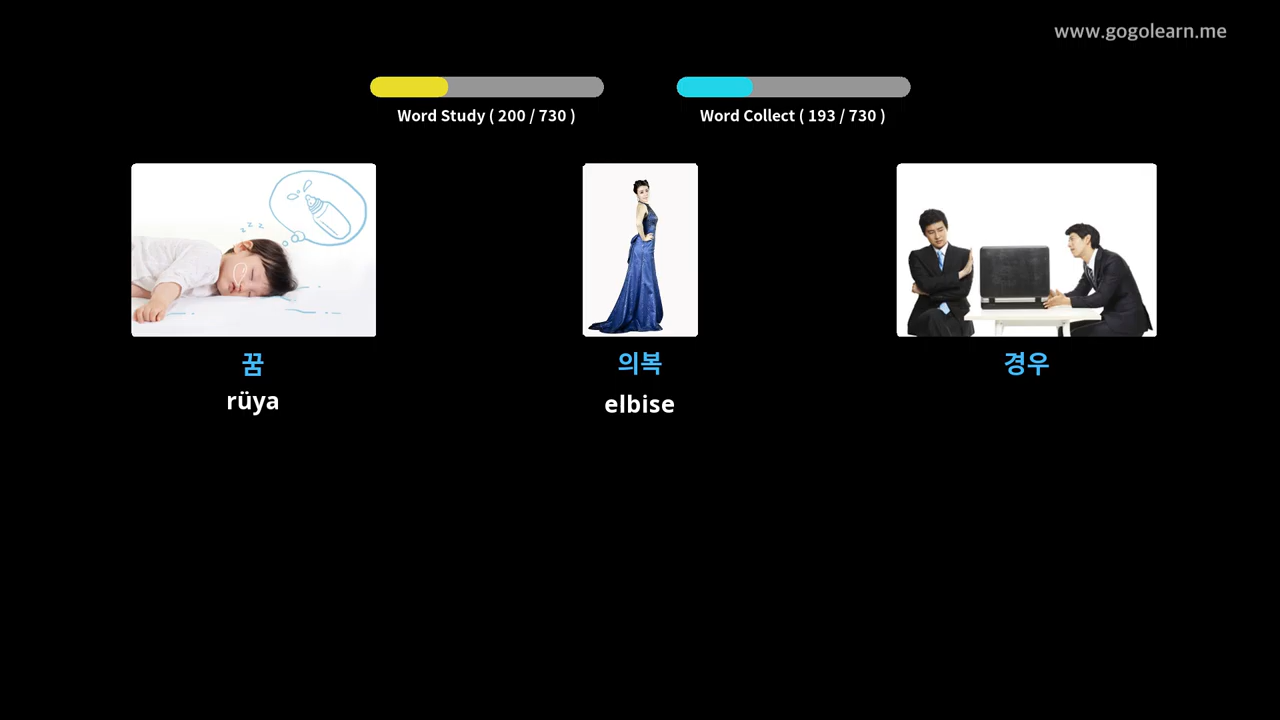 www.gogolearn.me
Word Study ( 200 / 730 )
Word Collect ( 193 / 730 )
z z z
꿈
의복
경우
rüya
elbise